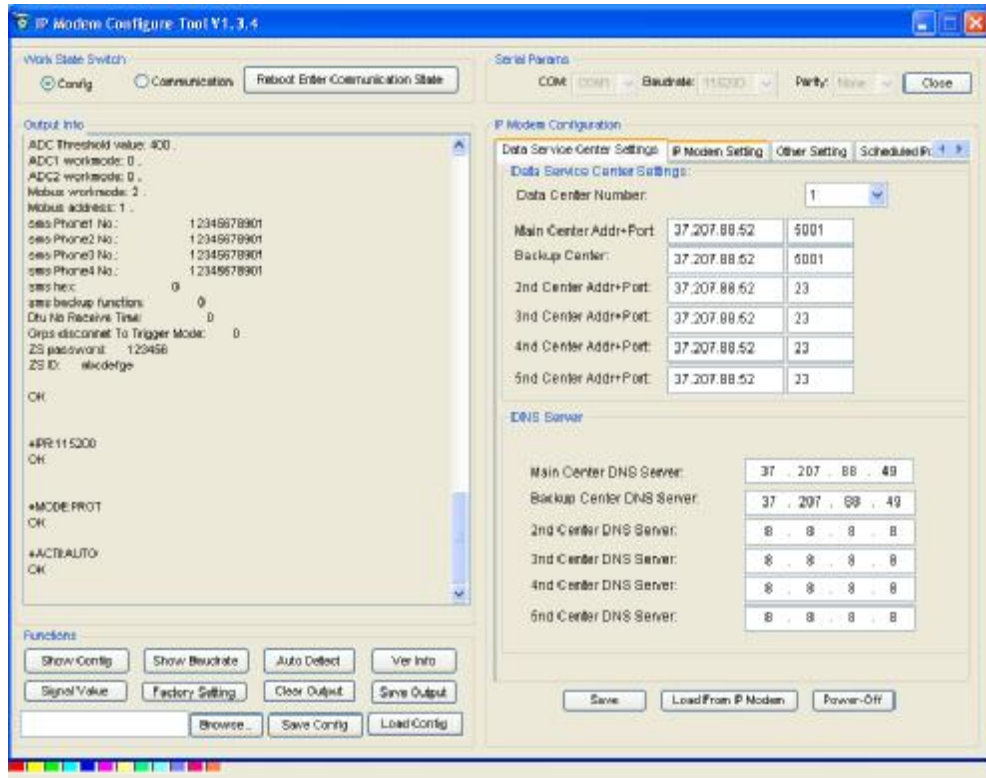 IP Modem Configure Tool V1.3.4
Work State Switch
Config Communication Reboot Enter Communication State
Serial Params
COM: COM1 Baudrate: 115200 Parity: None Close
Output Info
ADC Threshold value: 400 .
ADC1 workmode: 0 .
ADC2 workmode: 0 .
Mobus workmode: 2 .
Mobus address: 1 .
sms Phone1 No.: 12345678901
sms Phone2 No.: 12345678901
sms Phone3 No.: 12345678901
sms Phone4 No.: 12345678901
sms hex: 0
sms backup function: 0
Dtu No Receive Time: 0
Grps disconnet To Trigger Mode: 0
ZS password: 123456
ZS ID: abcdefge
OK
+IPR:115200
OK
+MODE:PROT
OK
+ACTI:AUTO
OK
Functions
Show Config Show Baudrate Auto Detect Ver Info
Signal Value Factory Setting Clear Output Save Output
Browse... Save Config Load Config
IP Modem Configuration
Data Service Center Settings IP Modem Setting Other Setting Scheduled
Data Service Center Settings:
Data Center Number: 1
Main Center Addr+Port 37.207.88.52 5001
Backup Center: 37.207.88.52 5001
2nd Center Addr+Port: 37.207.88.52 23
3nd Center Addr+Port: 37.207.88.52 23
4nd Center Addr+Port: 37.207.88.52 23
5nd Center Addr+Port: 37.207.88.52 23
DNS Server
Main Center DNS Server: 37 . 207 . 88 . 49
Backup Center DNS Server: 37 . 207 . 88 . 49
2nd Center DNS Server: 8 . 8 . 8 . 8
3nd Center DNS Server: 8 . 8 . 8 . 8
4nd Center DNS Server: 8 . 8 . 8 . 8
5nd Center DNS Server: 8 . 8 . 8 . 8
Save Load From IP Modem Power-Off